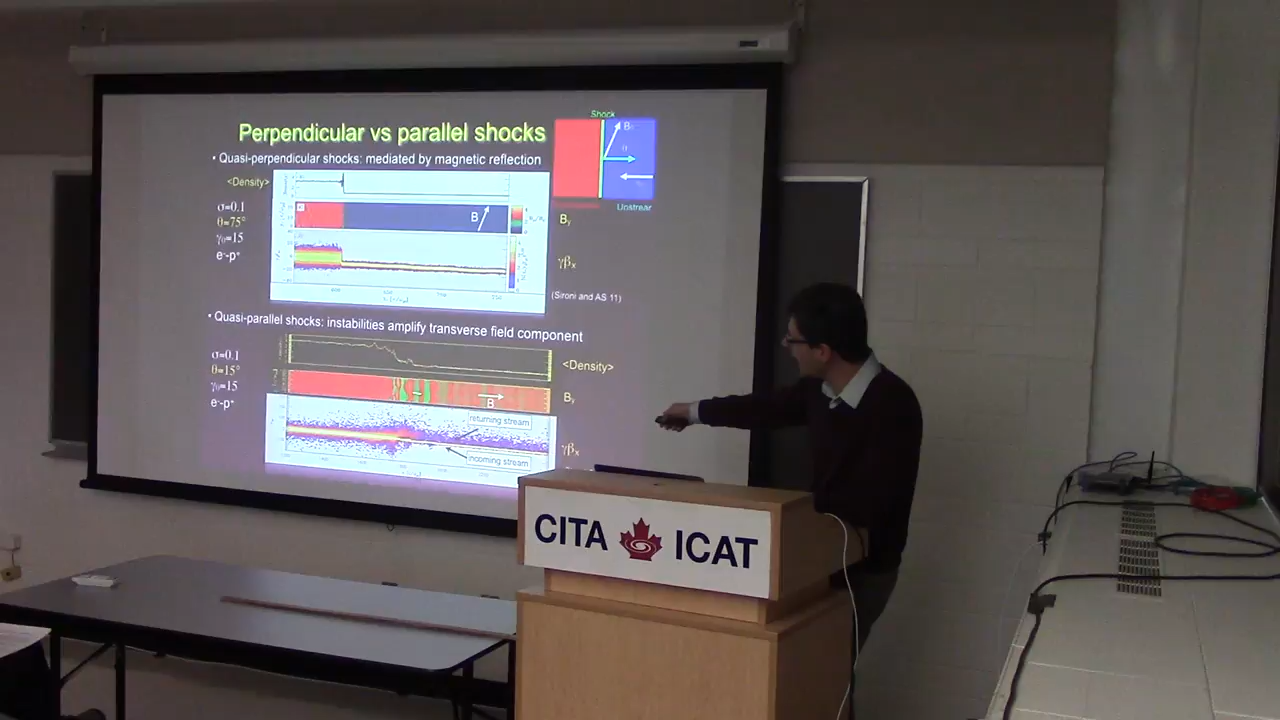 Shock
Perpendicular vs parallel shocks
• Quasi-perpendicular shocks: mediated by magnetic reflection
<Density>
σ=0.1
θ=75°
γ₀=15
e⁻-p⁺
B
Upstream
Bᵧ
γβₓ
(Sironi and AS 11)
• Quasi-parallel shocks: instabilities amplify transverse field component
σ=0.1
θ=15°
γ₀=15
e⁻-p⁺
<Density>
B
Bᵧ
returning stream
γβₓ
incoming stream
CITA ICAT